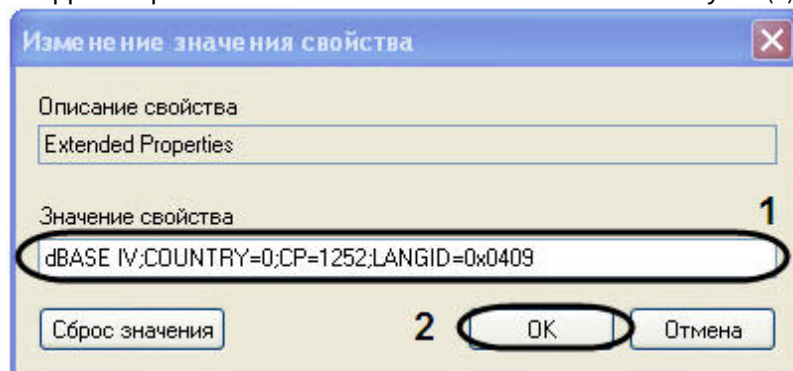 Изменение значения свойства
Описание свойства
Extended Properties
Значение свойства
1
dBASE IV;COUNTRY=0;CP=1252;LANGID=0x0409
Сброс значения 2 OK Отмена